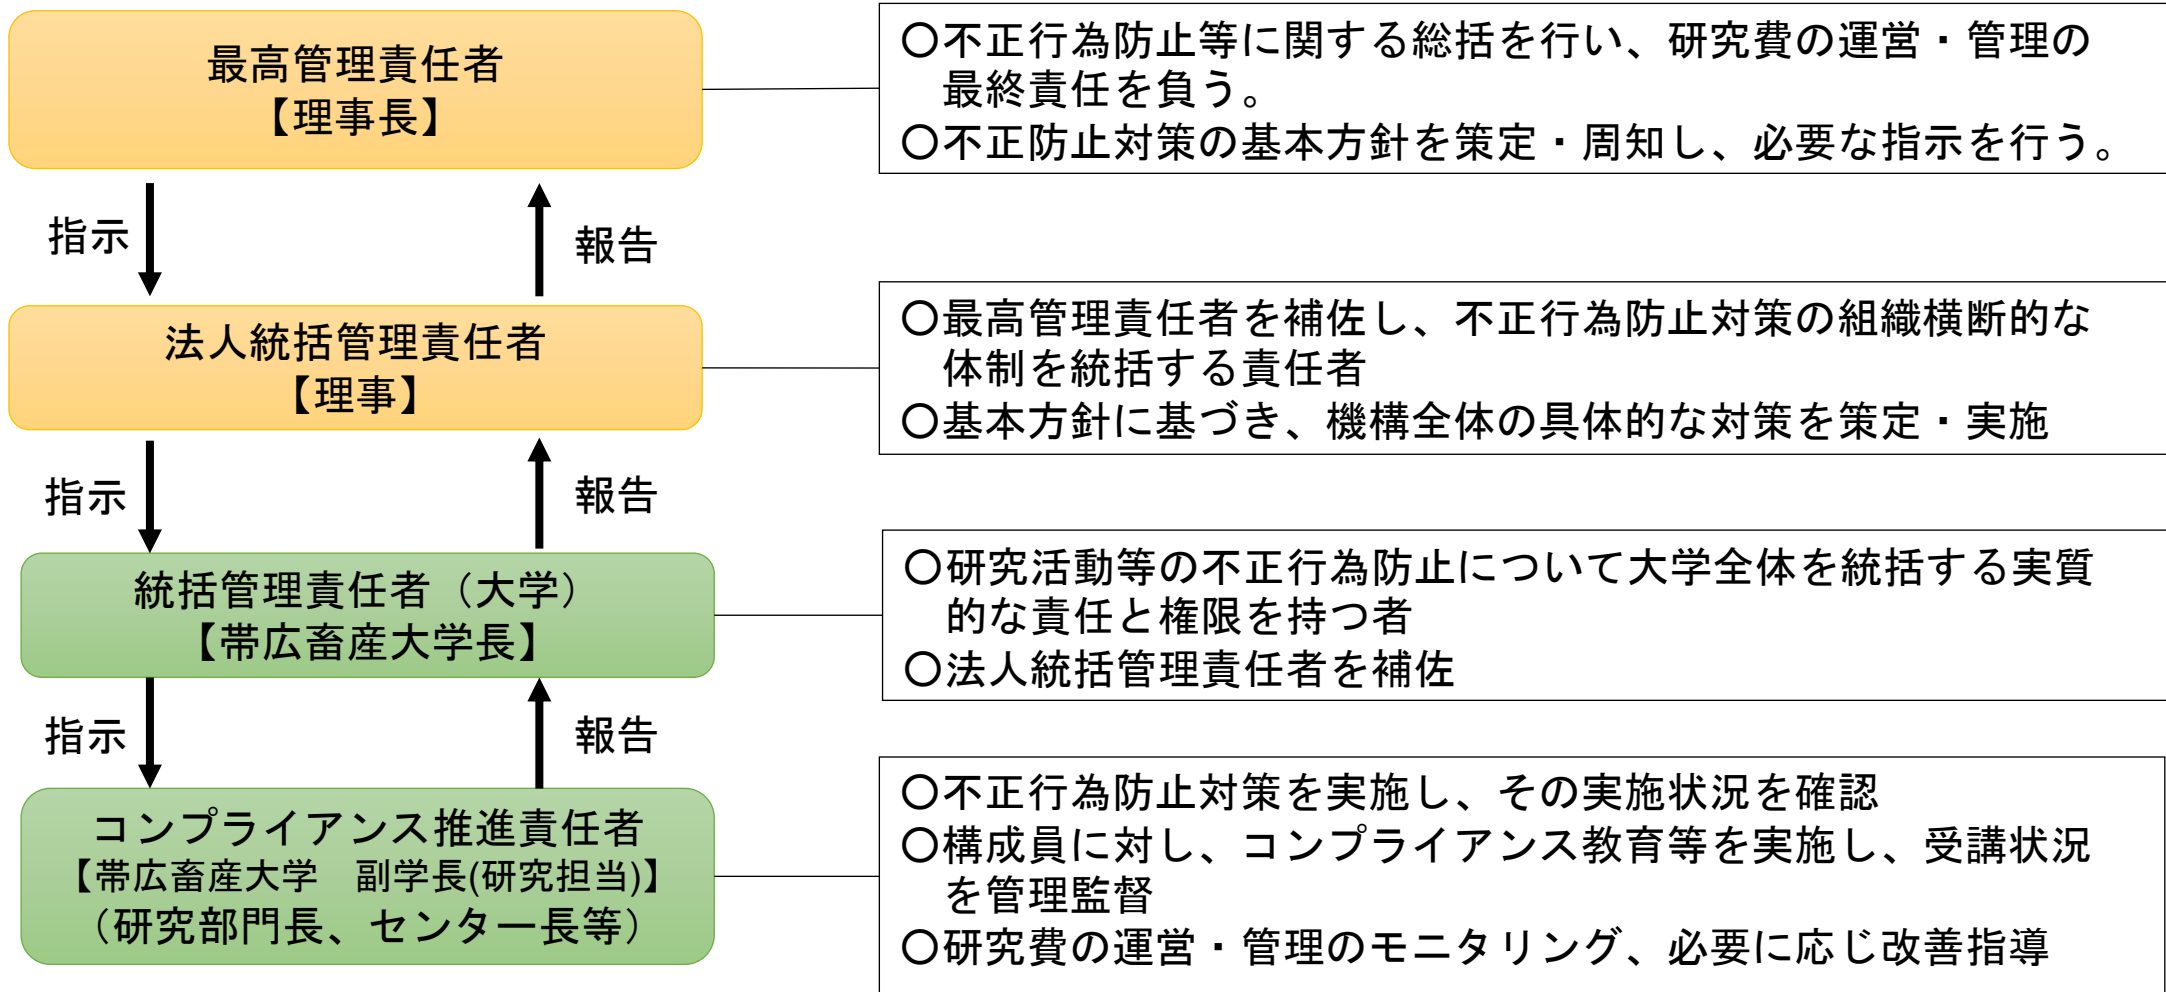 最高管理責任者
【理事長】
〇不正行為防止等に関する総括を行い、研究費の運営・管理の
最終責任を負う。
〇不正防止対策の基本方針を策定・周知し、必要な指示を行う。
指示
報告
法人統括管理責任者
【理事】
〇最高管理責任者を補佐し、不正行為防止対策の組織横断的な
体制を統括する責任者
〇基本方針に基づき、機構全体の具体的な対策を策定・実施
指示
報告
統括管理責任者（大学）
【帯広畜産大学長】
〇研究活動等の不正行為防止について大学全体を統括する実質
的な責任と権限を持つ者
〇法人統括管理責任者を補佐
指示
報告
コンプライアンス推進責任者
【帯広畜産大学　副学長(研究担当)】
（研究部門長、センター長等）
〇不正行為防止対策を実施し、その実施状況を確認
〇構成員に対し、コンプライアンス教育等を実施し、受講状況
を管理監督
〇研究費の運営・管理のモニタリング、必要に応じ改善指導